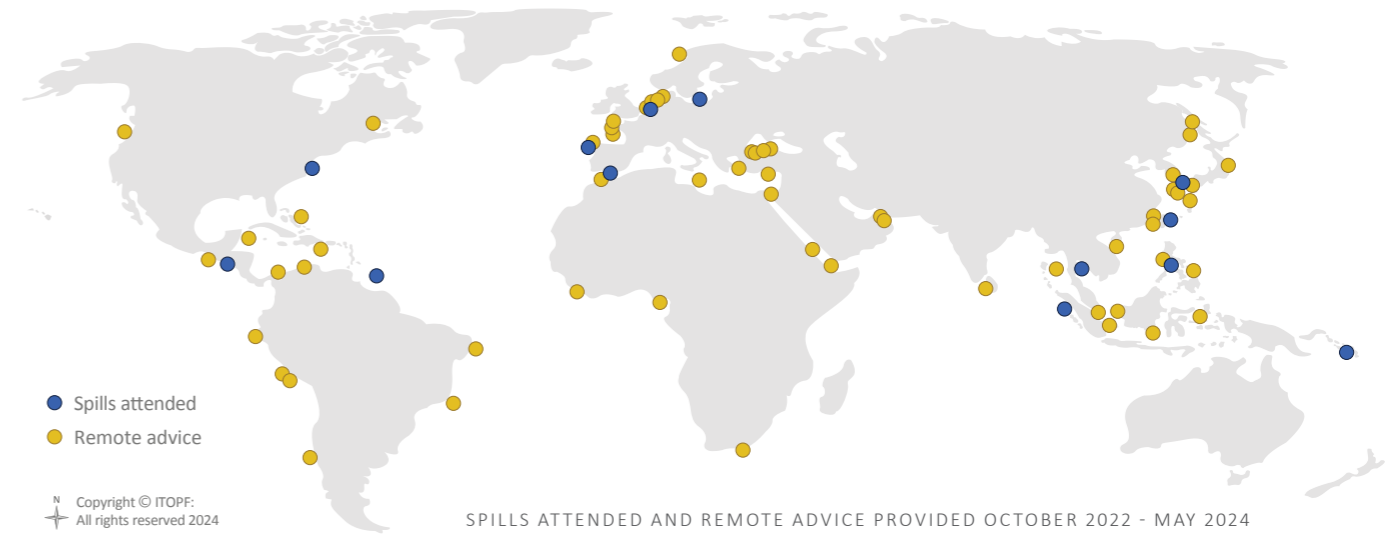 Spills attended
Remote advice
N
Copyright © ITOPF:
All rights reserved 2024
SPILLS ATTENDED AND REMOTE ADVICE PROVIDED OCTOBER 2022 - MAY 2024